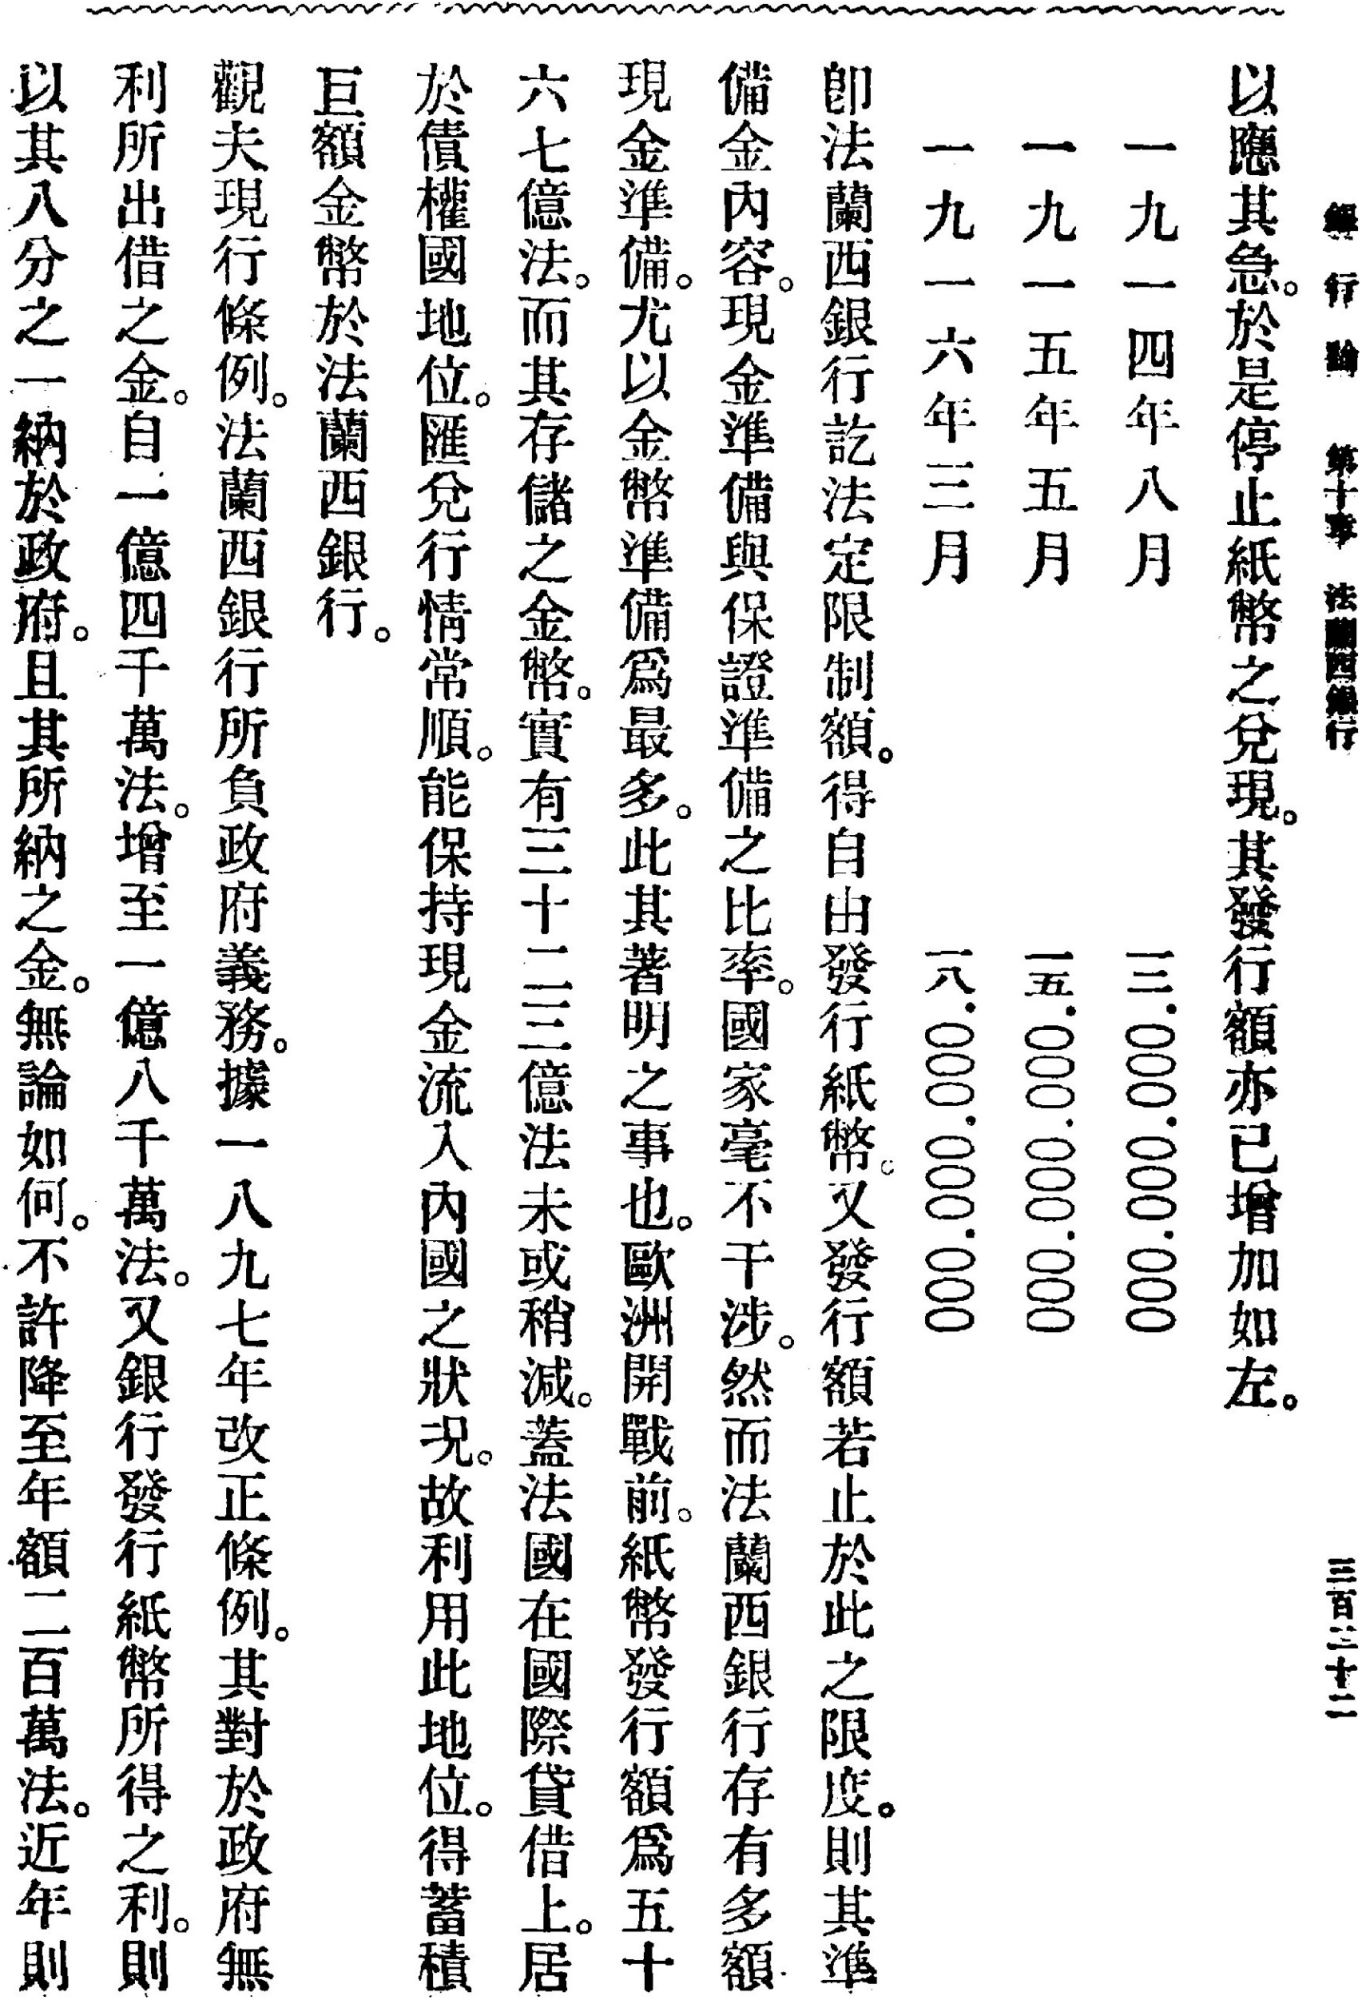 銀行論　第十章　法蘭西銀行　三百三十二
以應其急。於是停止紙幣之兌現。其發行額亦已增加如左。
一九一四年八月　一二.〇〇〇.〇〇〇.〇〇〇
一九一五年五月　一五.〇〇〇.〇〇〇.〇〇〇
一九一六年三月　一八.〇〇〇.〇〇〇.〇〇〇
卽法蘭西銀行訖法定限制額。得自由發行紙幣。又發行額若止於此之限度。則其準
備金內容。現金準備與保證準備之比率。國家毫不干涉。然而法蘭西銀行存有多額
現金準備。尤以金幣準備爲最多。此其著明之事也。歐洲開戰前。紙幣發行額爲五十
六七億法。而其存儲之金幣。實有三十二三億法未或稍減。蓋法國在國際貸借上。居
於債權國地位。匯兌行情常順。能保持現金流入內國之狀況。故利用此地位。得蓄積
巨額金幣於法蘭西銀行。
觀夫現行條例。法蘭西銀行所負政府義務。據一八九七年改正條例。其對於政府無
利所出借之金。自一億四千萬法。增至一億八千萬法。又銀行發行紙幣所得之利。則
以其八分之一納於政府。且其所納之金。無論如何。不許降至年額二百萬法。近年則